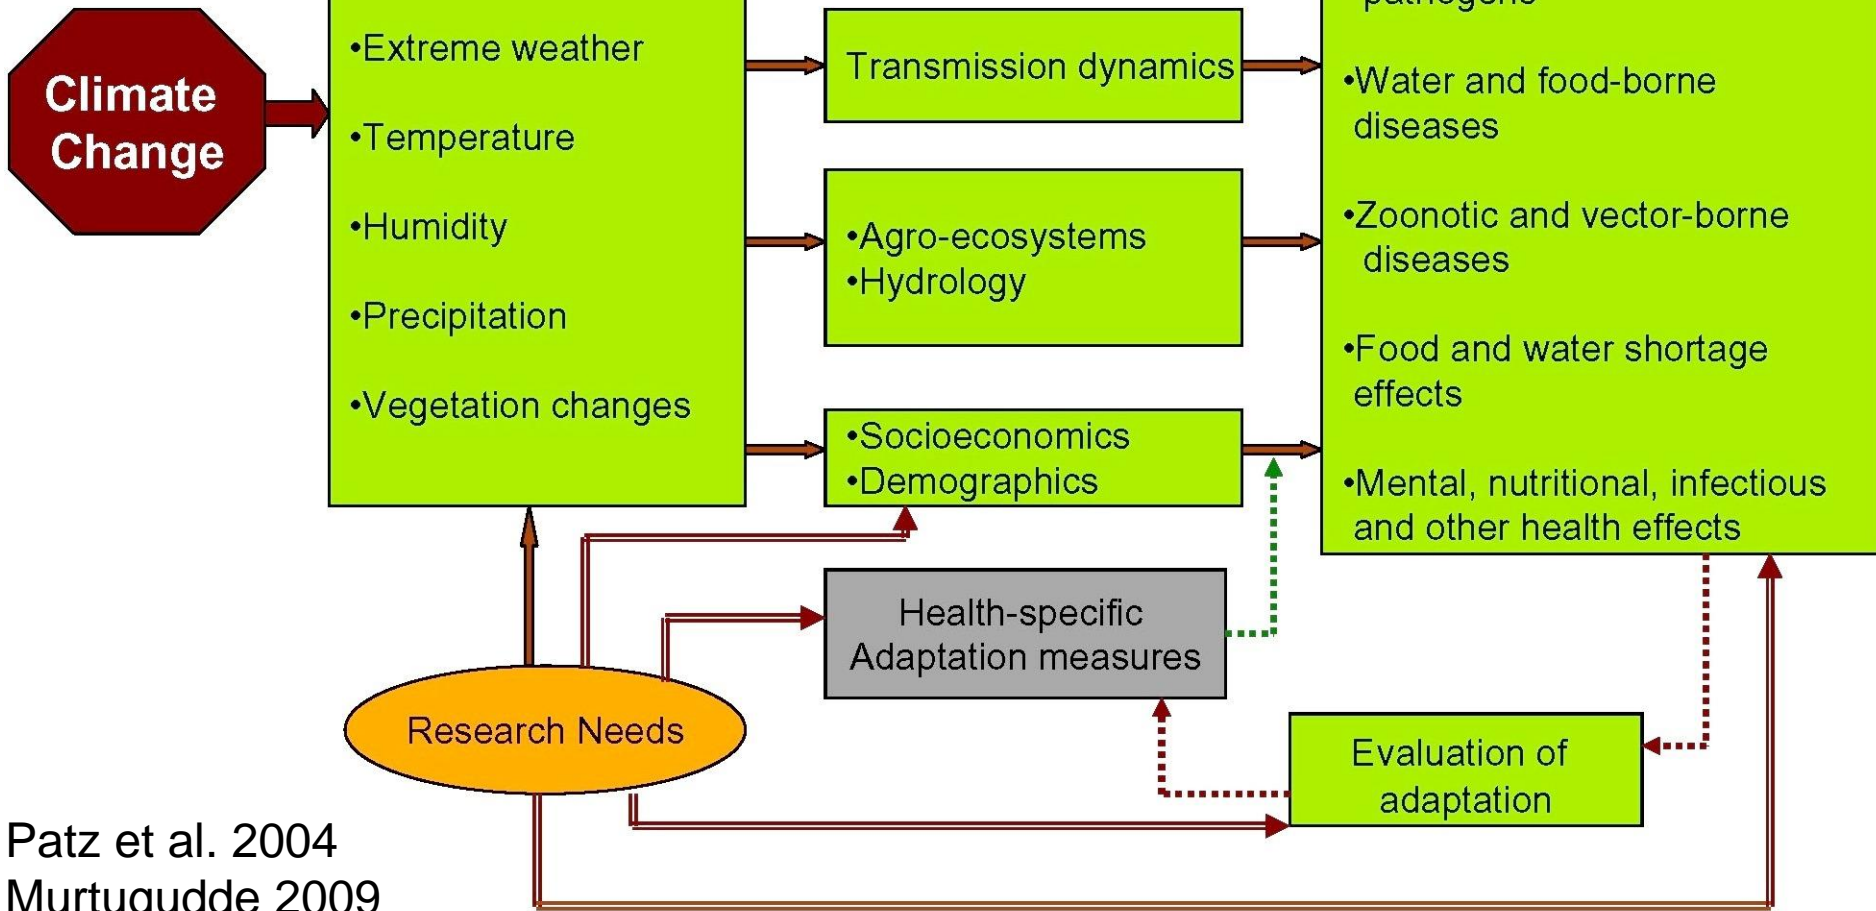 Climate
Change
•Extreme weather
•Temperature
•Humidity
•Precipitation
•Vegetation changes
Transmission dynamics
•Agro-ecosystems
•Hydrology
•Socioeconomics
•Demographics
pathogens
•Water and food-borne
diseases
•Zoonotic and vector-borne
diseases
•Food and water shortage
effects
•Mental, nutritional, infectious
and other health effects
Health-specific
Adaptation measures
Research Needs
Evaluation of
adaptation
Patz et al. 2004
Murtugudde 2009